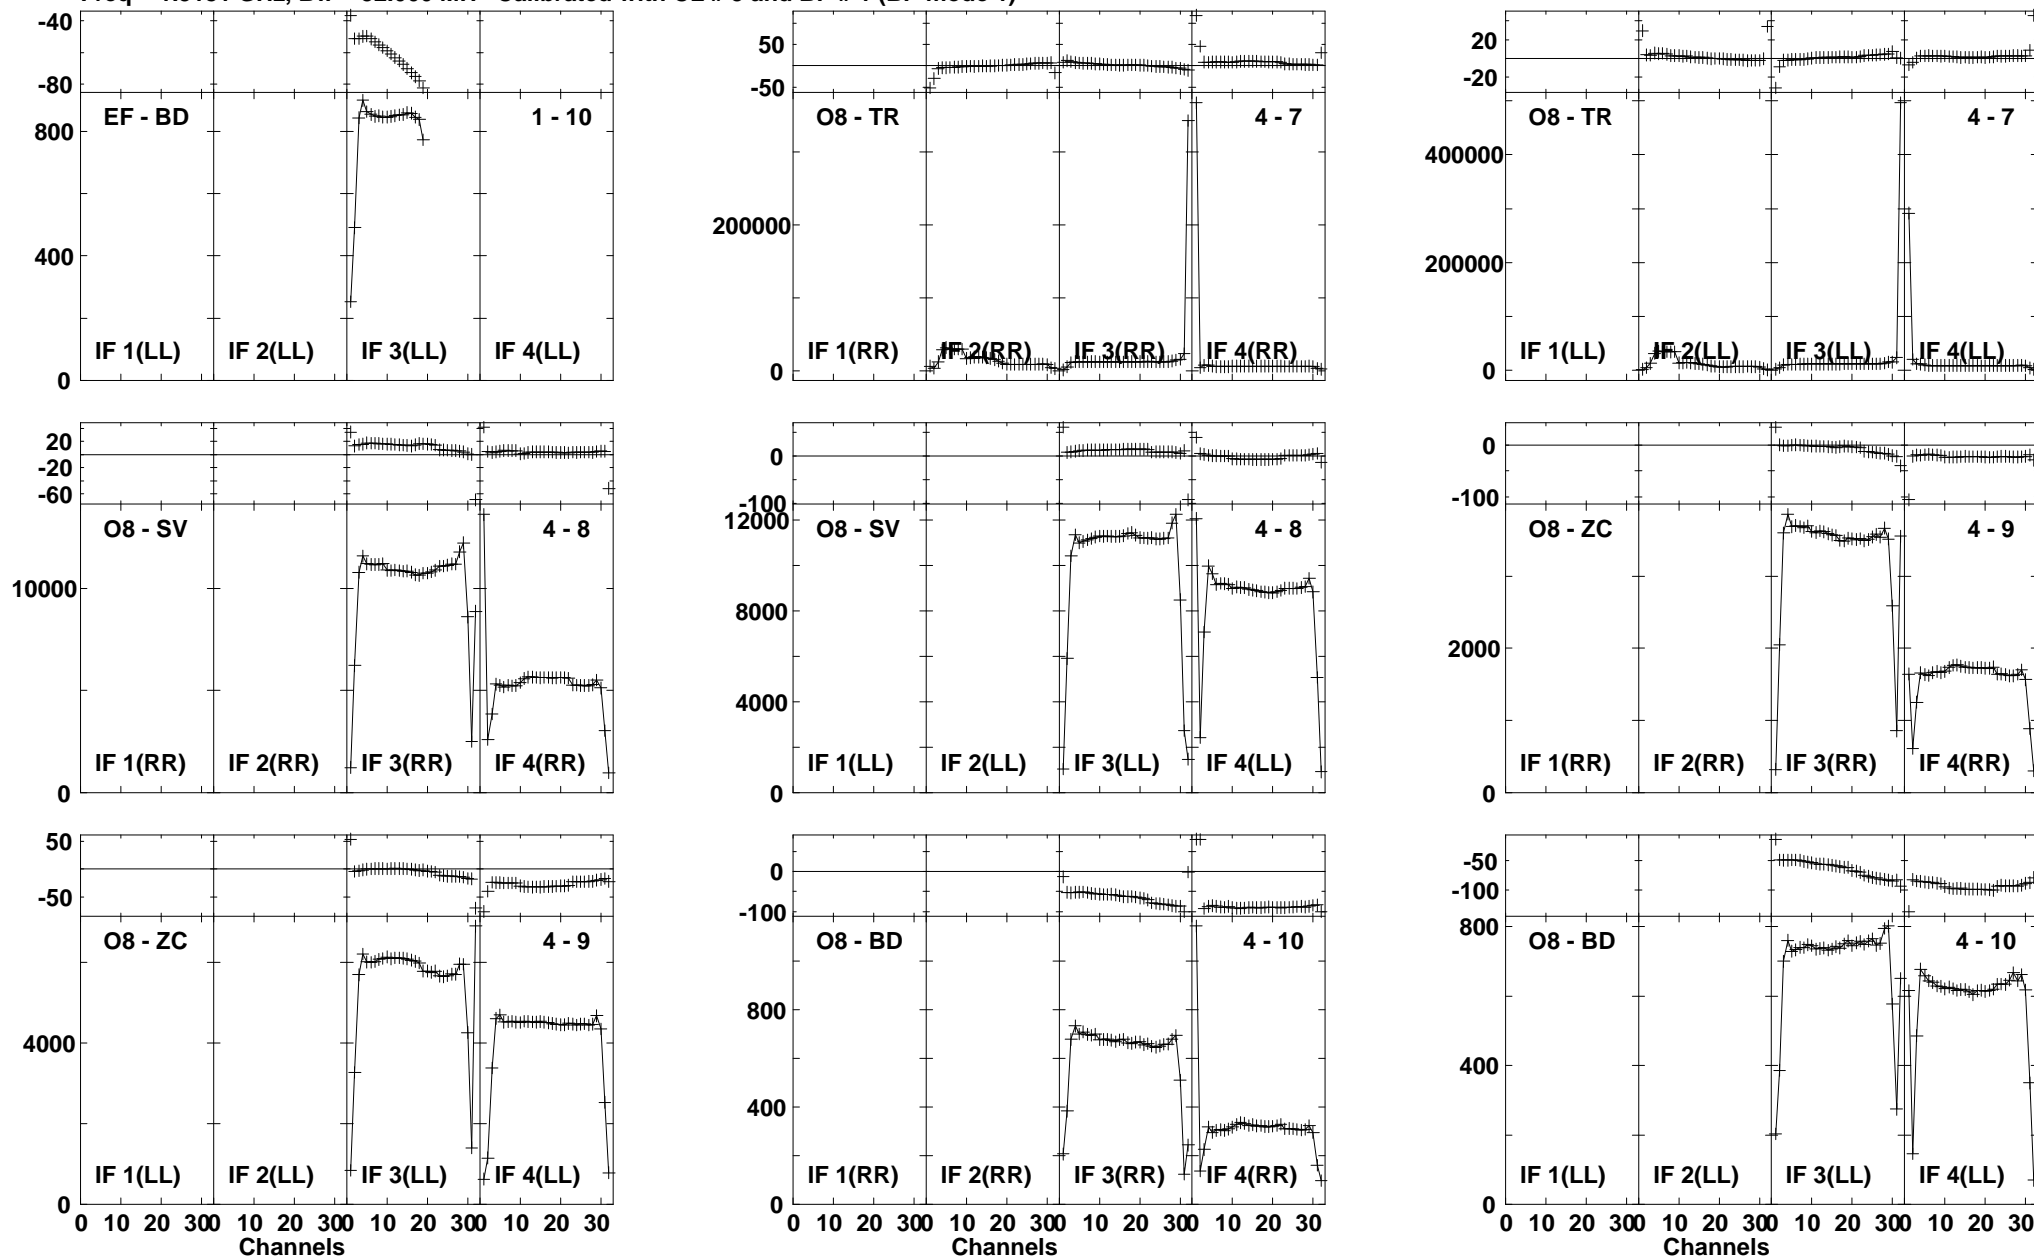 -40
-80
EF - BD
1 - 10
800
400
0
IF 1(LL)
IF 2(LL)
IF 3(LL)
IF 4(LL)
50
0
-50
O8 - TR
4 - 7
200000
0
IF 1(RR)
IF 2(RR)
IF 3(RR)
IF 4(RR)
20
0
-20
O8 - TR
4 - 7
400000
200000
0
IF 1(LL)
IF 2(LL)
IF 3(LL)
IF 4(LL)
20
-20
-60
O8 - SV
4 - 8
10000
0
IF 1(RR)
IF 2(RR)
IF 3(RR)
IF 4(RR)
0
-100
O8 - SV
4 - 8
12000
8000
4000
0
IF 1(LL)
IF 2(LL)
IF 3(LL)
IF 4(LL)
0
-100
O8 - ZC
4 - 9
2000
0
IF 1(RR)
IF 2(RR)
IF 3(RR)
IF 4(RR)
50
-50
O8 - ZC
4 - 9
4000
0
IF 1(LL)
IF 2(LL)
IF 3(LL)
IF 4(LL)
0 10 20 30 0 10 20 30 0 10 20 30 0 10 20 30
Channels
0
-100
O8 - BD
4 - 10
800
400
0
IF 1(RR)
IF 2(RR)
IF 3(RR)
IF 4(RR)
0 10 20 30 0 10 20 30 0 10 20 30 0 10 20 30
Channels
-50
-100
O8 - BD
4 - 10
800
400
0
IF 1(LL)
IF 2(LL)
IF 3(LL)
IF 4(LL)
0 10 20 30 0 10 20 30 0 10 20 30 0 10 20 30
Channels